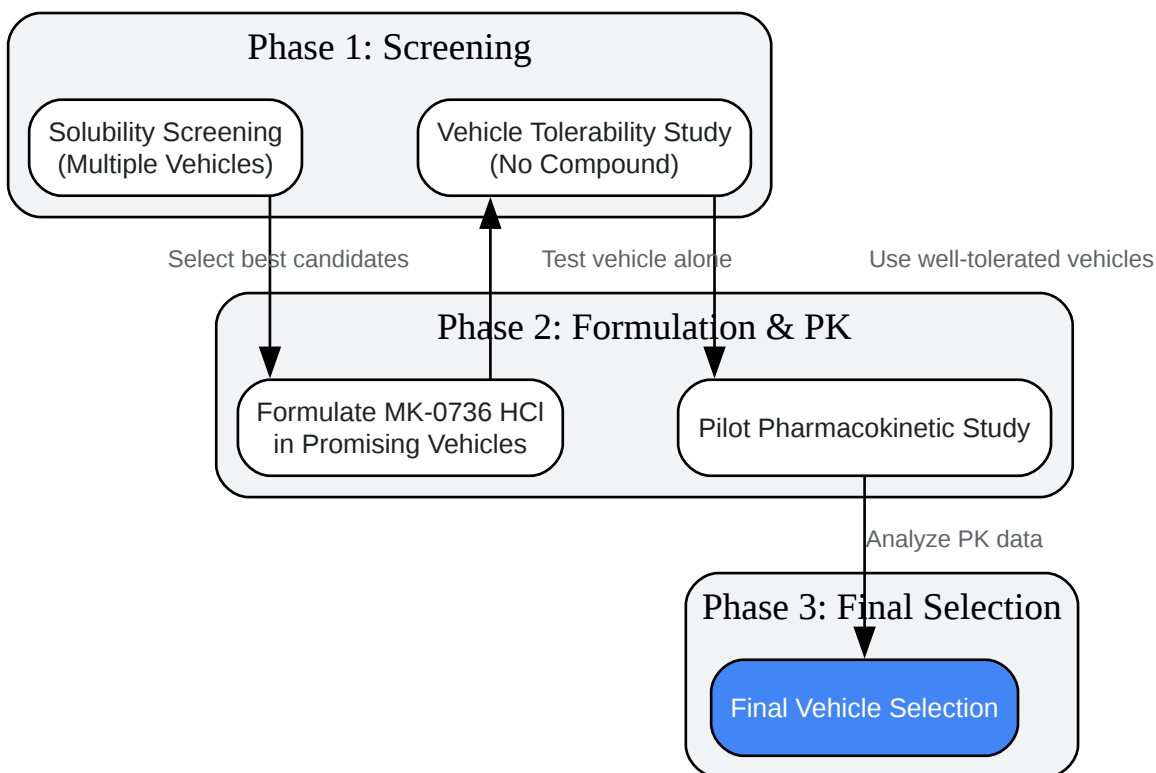 Phase 1: Screening
Solubility Screening
(Multiple Vehicles)
Vehicle Tolerability Study
(No Compound)
Select best candidates
Test vehicle alone
Use well-tolerated vehicles
Phase 2: Formulation & PK
Formulate MK-0736 HCl
in Promising Vehicles
Pilot Pharmacokinetic Study
Analyze PK data
Phase 3: Final Selection
Final Vehicle Selection